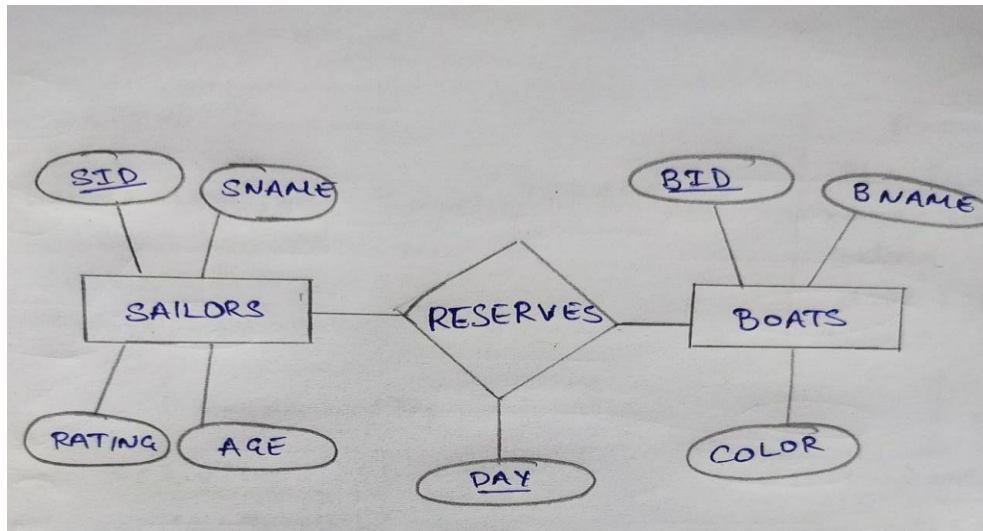 SID
SNAME
BID
BNAME
SAILORS
RESERVES
BOATS
RATING
AGE
DAY
COLOR